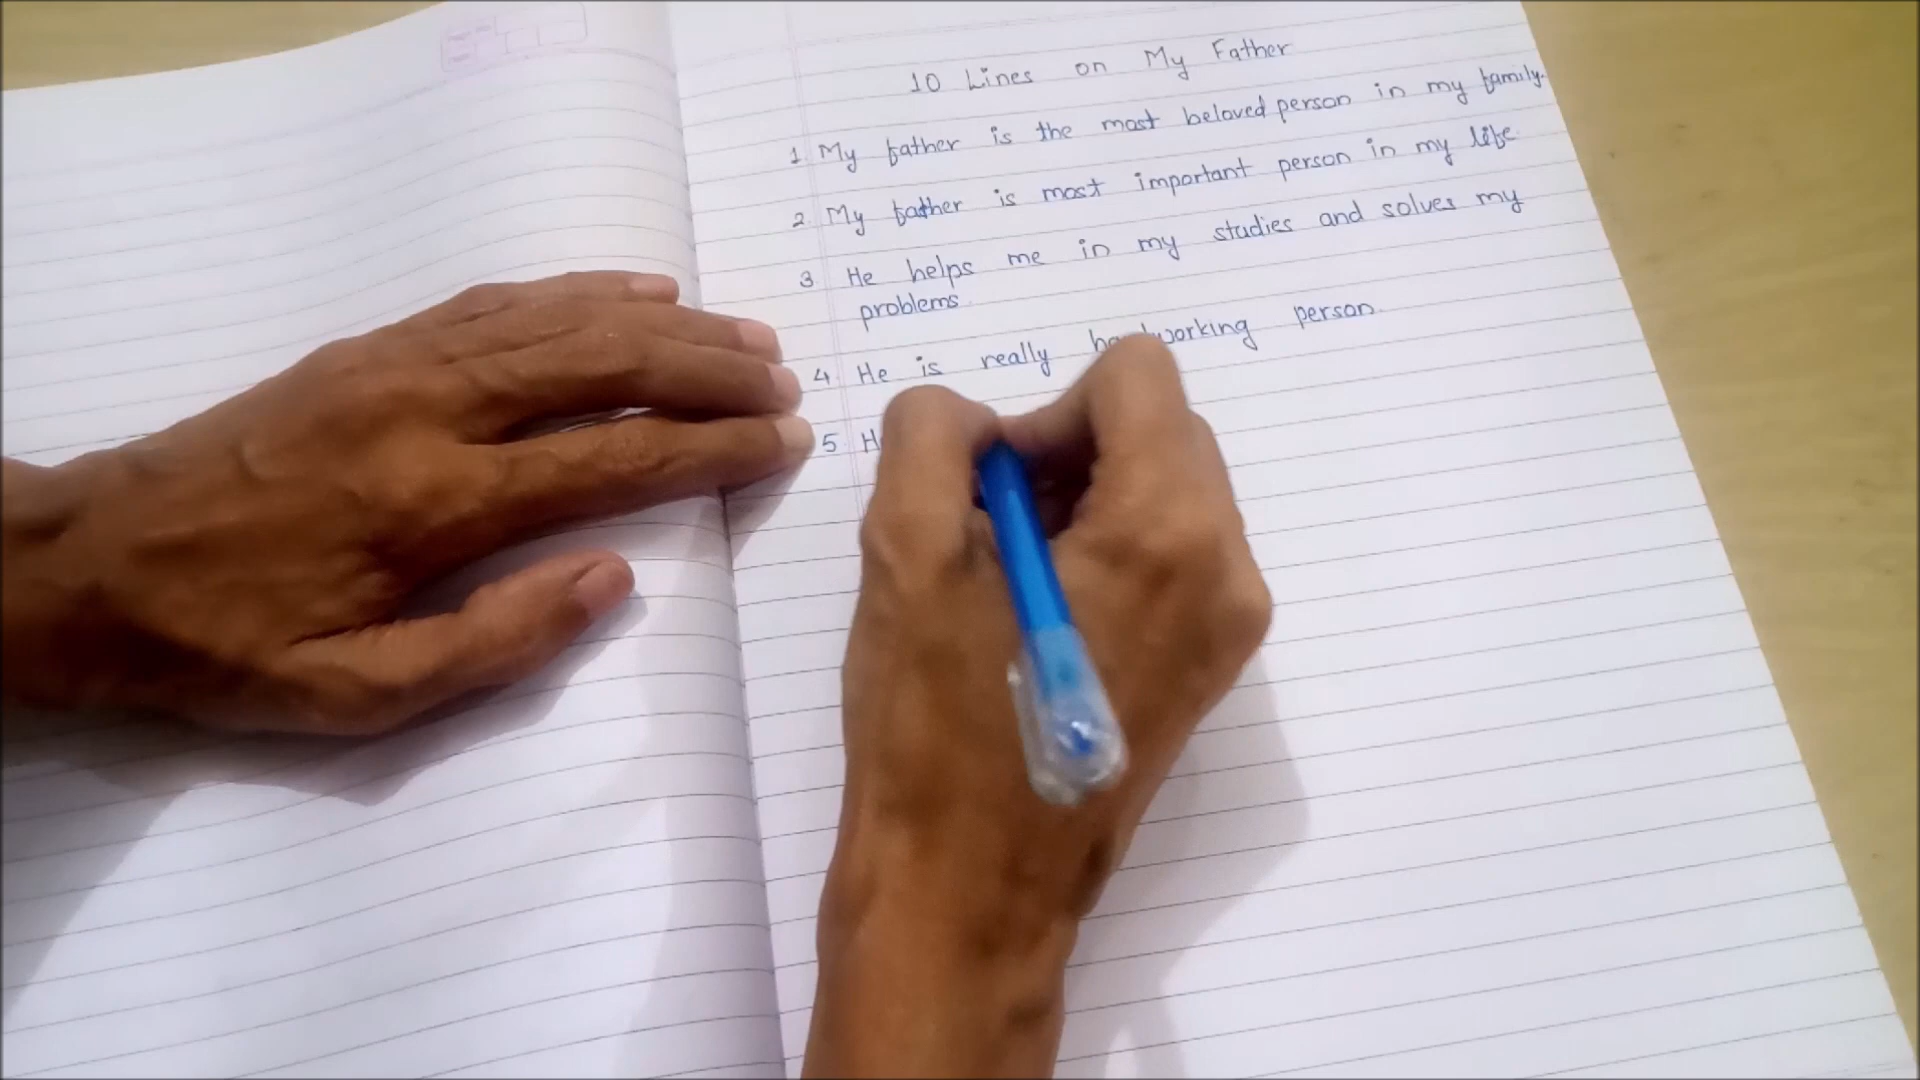 10 Lines on My Father
1. My father is the most beloved person in my family.
2. My father is most important person in my life.
3. He helps me in my studies and solves my
problems.
4. He is really working person.
5. H